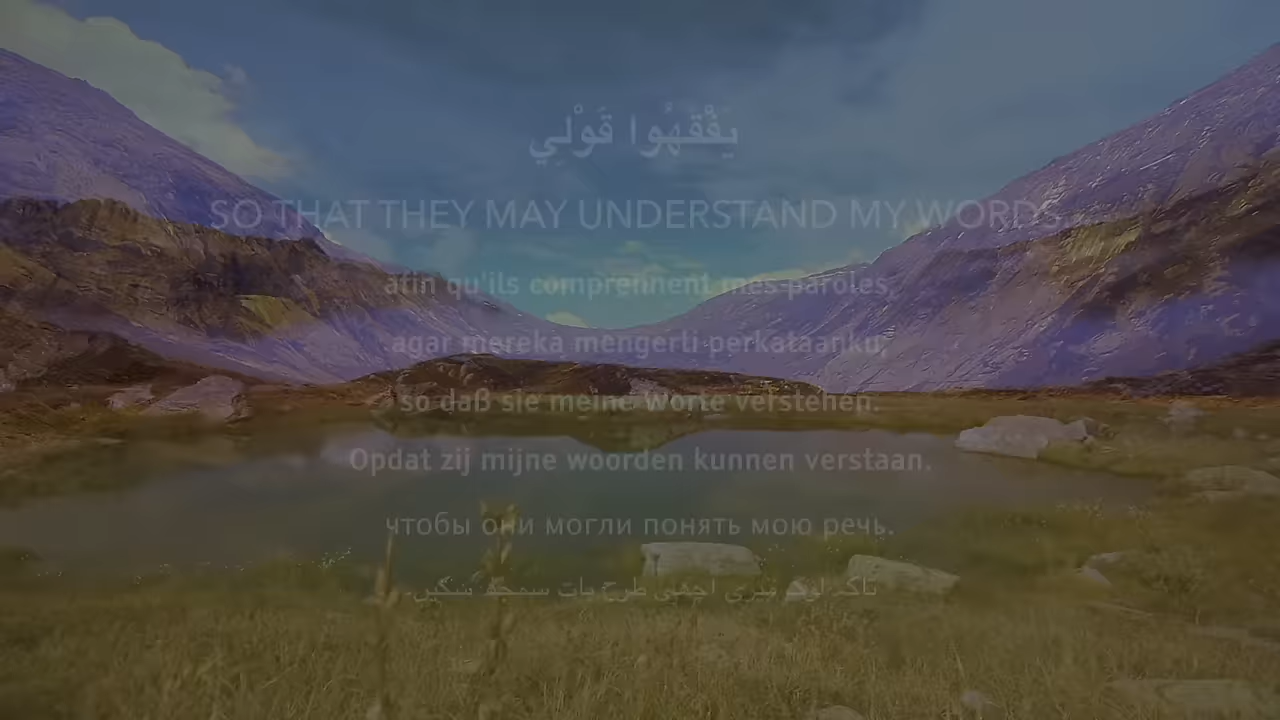 يَفْقَهُوا قَوْلِي
SO THAT THEY MAY UNDERSTAND MY WORDS
afin qu'ils comprennent mes paroles,
agar mereka mengerti perkataanku,
so daß sie meine Worte verstehen.
Opdat zij mijne woorden kunnen verstaan.
чтобы они могли понять мою речь.
تاکہ لوگ میری اچھی طرح بات سمجھ سکیں